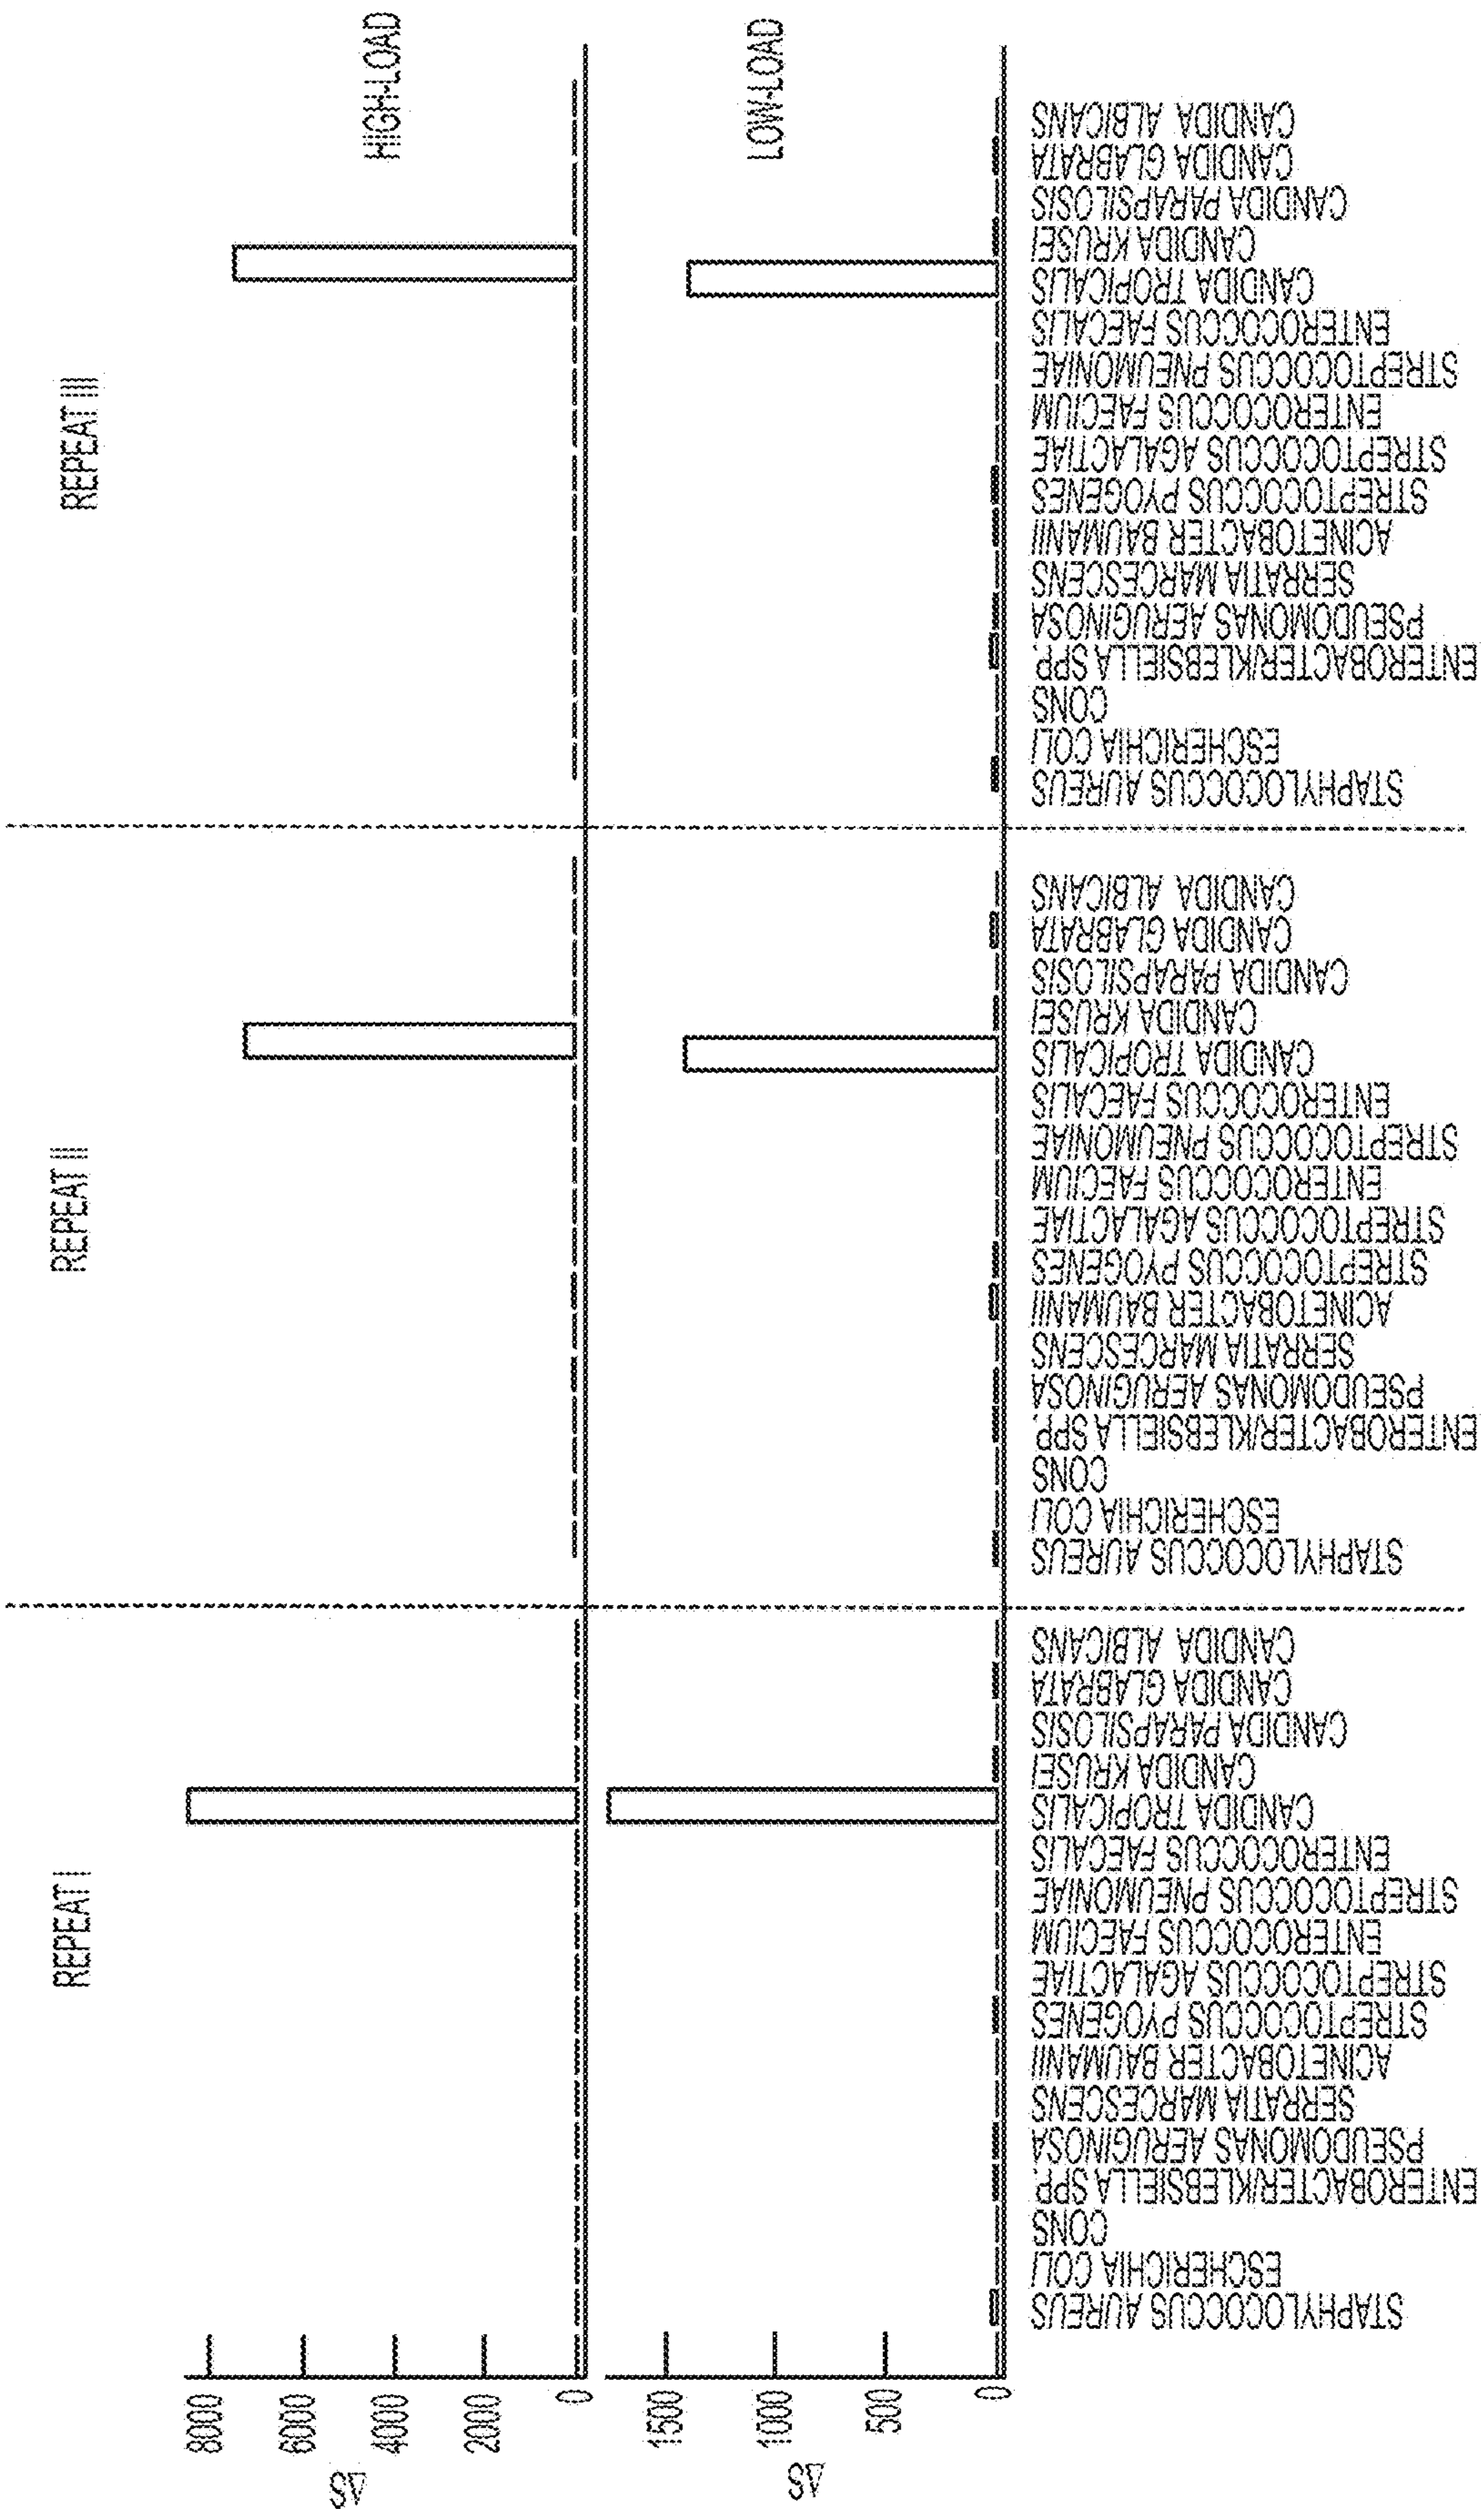 REPEAT I
REPEAT II
REPEAT III
HIGH-LOAD
ΔS
8000
6000
4000
2000
0
LOW-LOAD
ΔS
1500
1000
500
0
STAPHYLOCOCCUS AUREUS
ESCHERICHIA COLI
CONS
ENTEROBACTER/KLEBSIELLA SPP.
PSEUDOMONAS AERUGINOSA
SERRATIA MARCESCENS
ACINETOBACTER BAUMANII
STREPTOCOCCUS PYOGENES
STREPTOCOCCUS AGALACTIAE
ENTEROCOCCUS FAECIUM
STREPTOCOCCUS PNEUMONIAE
ENTEROCOCCUS FAECALIS
CANDIDA TROPICALIS
CANDIDA KRUSEI
CANDIDA PARAPSILOSIS
CANDIDA GLABRATA
CANDIDA ALBICANS
STAPHYLOCOCCUS AUREUS
ESCHERICHIA COLI
CONS
ENTEROBACTER/KLEBSIELLA SPP.
PSEUDOMONAS AERUGINOSA
SERRATIA MARCESCENS
ACINETOBACTER BAUMANII
STREPTOCOCCUS PYOGENES
STREPTOCOCCUS AGALACTIAE
ENTEROCOCCUS FAECIUM
STREPTOCOCCUS PNEUMONIAE
ENTEROCOCCUS FAECALIS
CANDIDA TROPICALIS
CANDIDA KRUSEI
CANDIDA PARAPSILOSIS
CANDIDA GLABRATA
CANDIDA ALBICANS
STAPHYLOCOCCUS AUREUS
ESCHERICHIA COLI
CONS
ENTEROBACTER/KLEBSIELLA SPP.
PSEUDOMONAS AERUGINOSA
SERRATIA MARCESCENS
ACINETOBACTER BAUMANII
STREPTOCOCCUS PYOGENES
STREPTOCOCCUS AGALACTIAE
ENTEROCOCCUS FAECIUM
STREPTOCOCCUS PNEUMONIAE
ENTEROCOCCUS FAECALIS
CANDIDA TROPICALIS
CANDIDA KRUSEI
CANDIDA PARAPSILOSIS
CANDIDA GLABRATA
CANDIDA ALBICANS